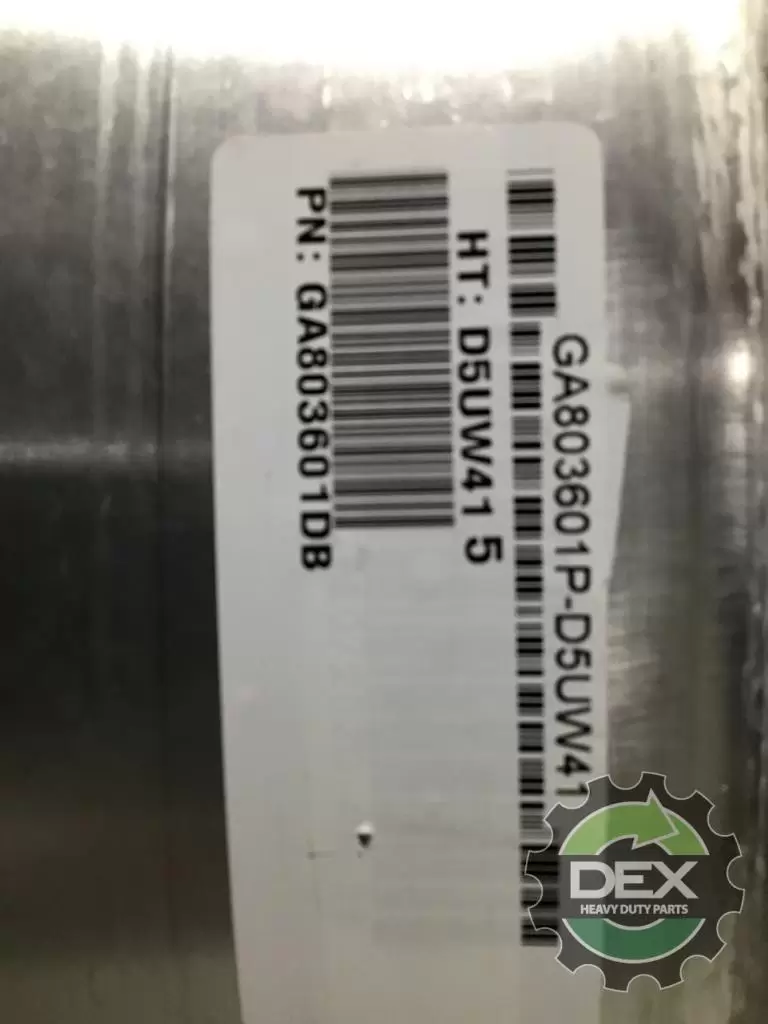 GA803601P-D5UW41
HT: D5UW41 5
PN: GA803601DB
DEX
HEAVY DUTY PARTS